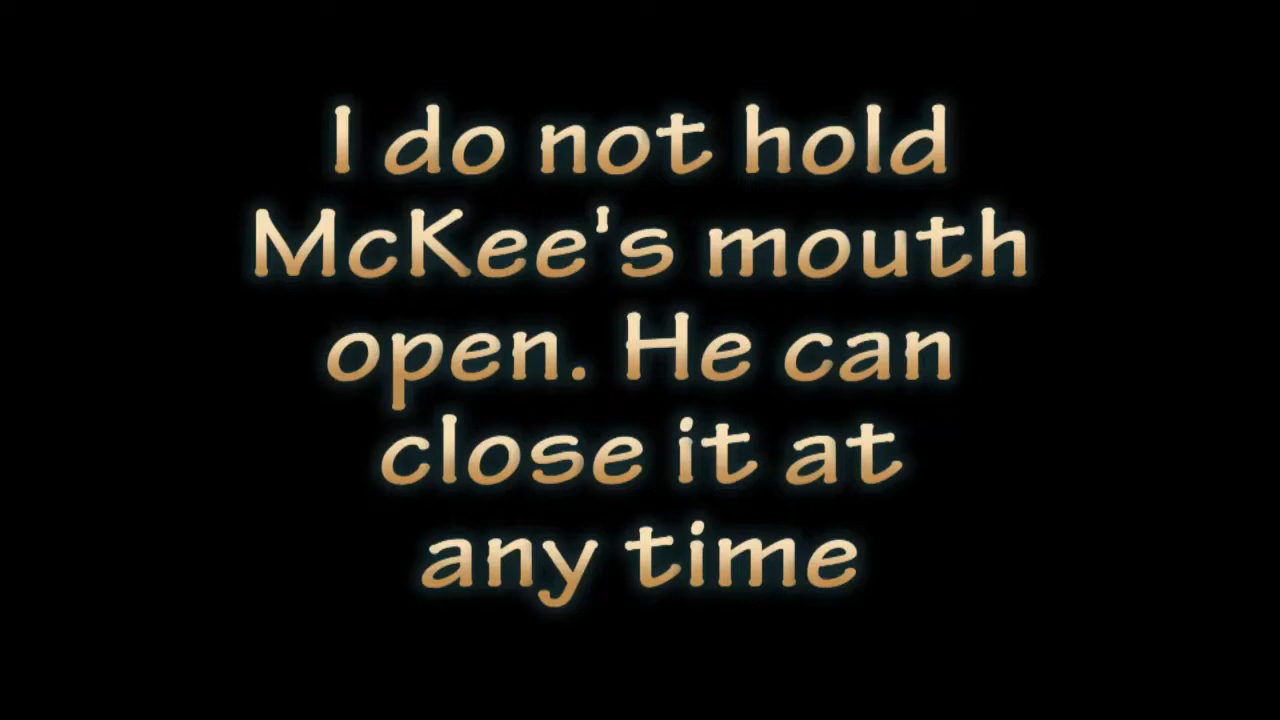 I do not hold
McKee's mouth
open. He can
close it at
any time